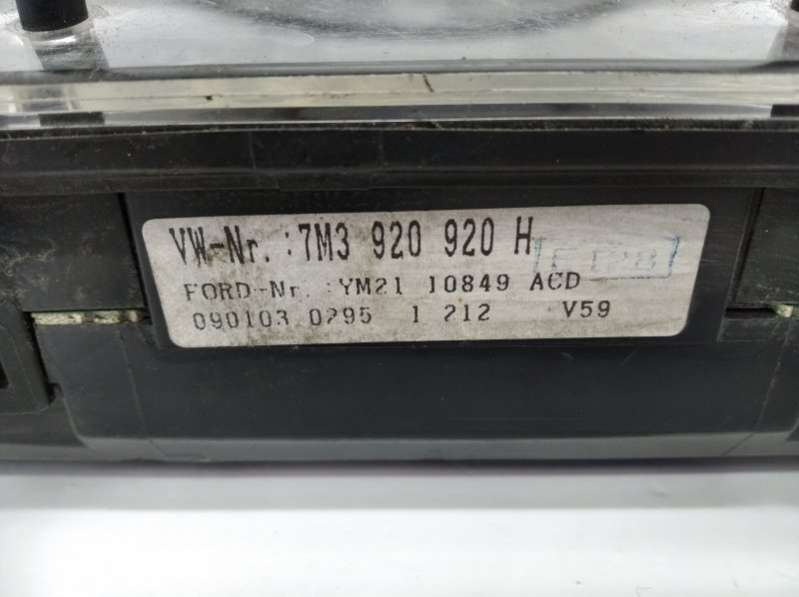 VW-Nr. :7M3 920 920 H
FORD-Nr. :YM21 10849 ACD
090103 0295 1 212 V59